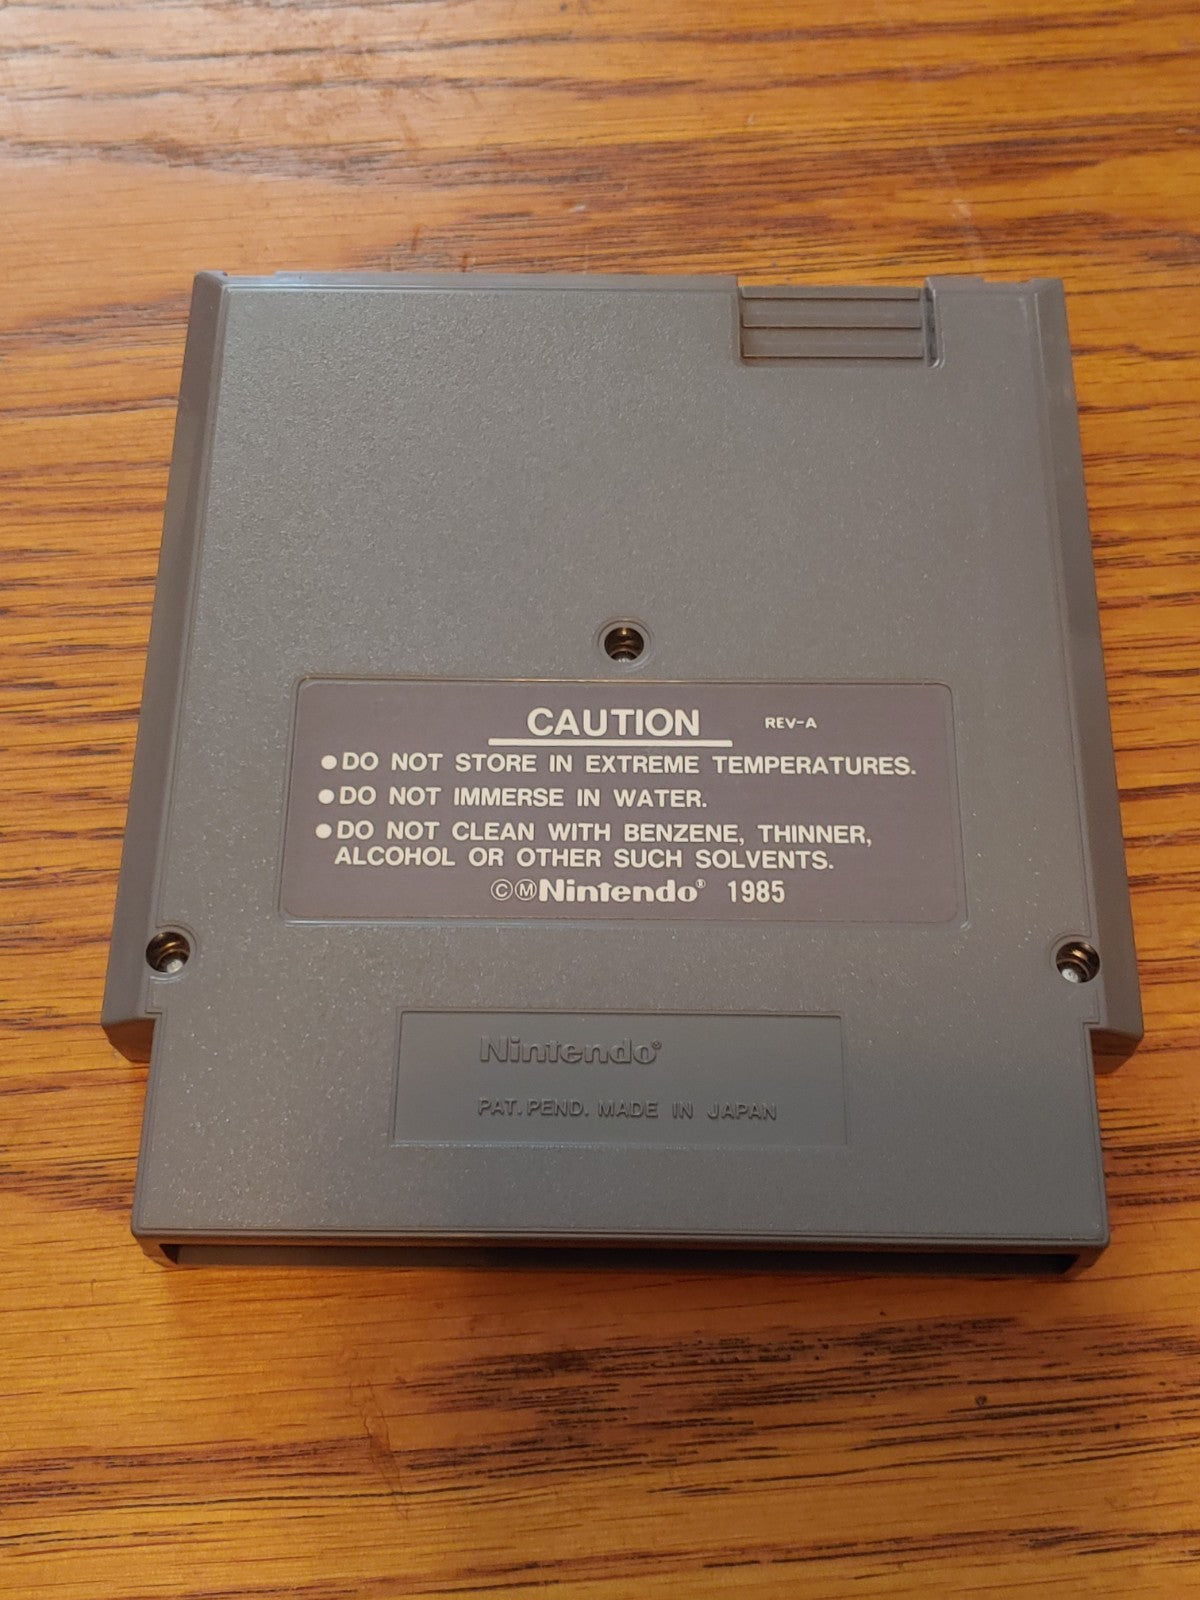 CAUTION REV-A
●DO NOT STORE IN EXTREME TEMPERATURES.
●DO NOT IMMERSE IN WATER.
●DO NOT CLEAN WITH BENZENE, THINNER,
ALCOHOL OR OTHER SUCH SOLVENTS.
©ⓂNintendo® 1985
Nintendo®
PAT. PEND. MADE IN JAPAN